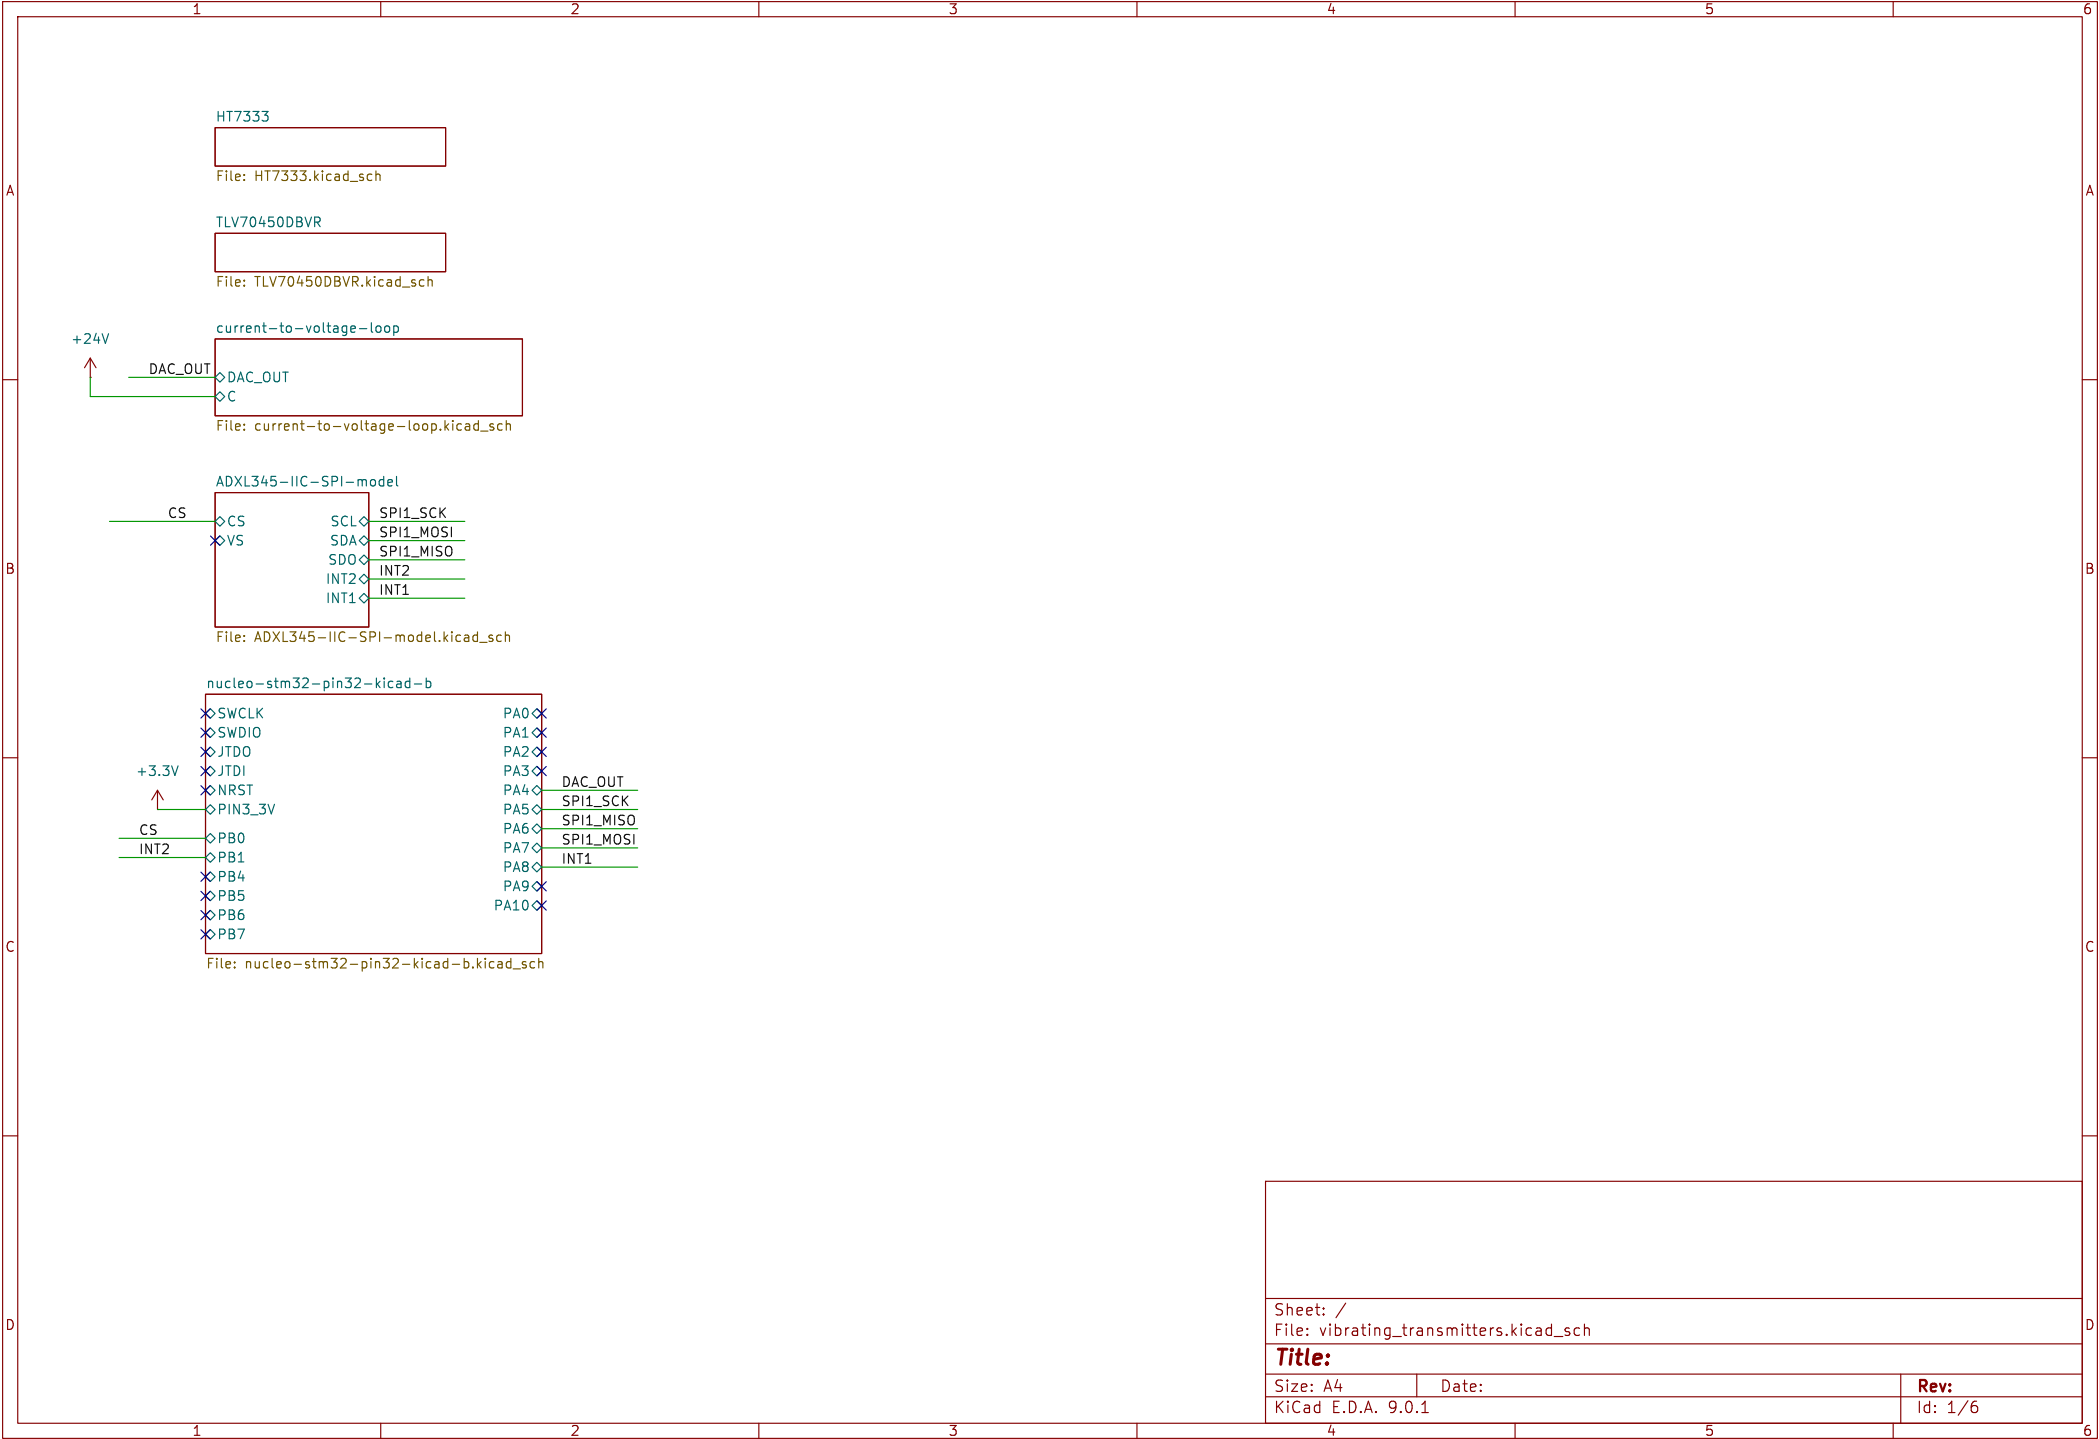 1 2 3 4 5 6
HT7333
File: HT7333.kicad_sch
A A
TLV70450DBVR
File: TLV70450DBVR.kicad_sch
current-to-voltage-loop
+24V
DAC_OUT DAC_OUT
C
File: current-to-voltage-loop.kicad_sch
ADXL345-IIC-SPI-model
CS CS SCL SPI1_SCK
VS SDA SPI1_MOSI
SDO SPI1_MISO
B B
INT2 INT2
INT1 INT1
File: ADXL345-IIC-SPI-model.kicad_sch
nucleo-stm32-pin32-kicad-b
SWCLK PA0
SWDIO PA1
JTDO PA2
+3.3V JTDI PA3
NRST PA4 DAC_OUT
PIN3_3V PA5 SPI1_SCK
CS PB0 PA6 SPI1_MISO
INT2 PB1 PA7 SPI1_MOSI
PB4 PA8 INT1
PB5 PA9
PB6 PA10
PB7
C C
File: nucleo-stm32-pin32-kicad-b.kicad_sch
Sheet: /
File: vibrating_transmitters.kicad_sch
D D
Title:
Size: A4 Date: Rev:
KiCad E.D.A. 9.0.1 Id: 1/6
1 2 3 4 5 6